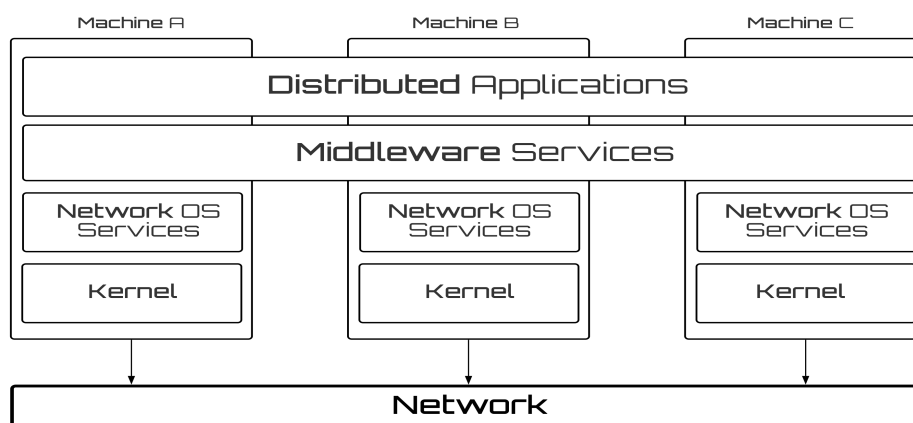 Machine A
Machine B
Machine C
Distributed Applications
Middleware Services
Network OS
Services
Network OS
Services
Network OS
Services
Kernel
Kernel
Kernel
Network